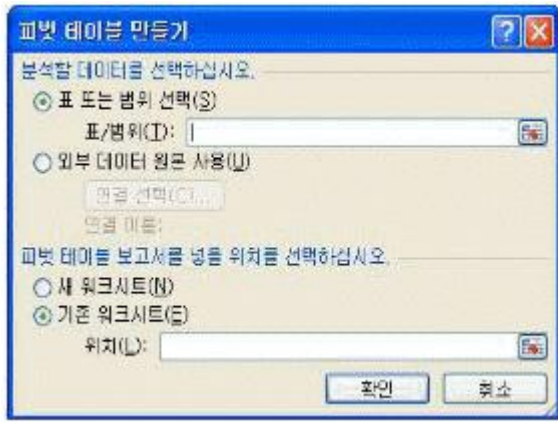 피벗 테이블 만들기
분석할 데이터를 선택하십시오.
표 또는 범위 선택(S)
표/범위(T):
외부 데이터 원본 사용(U)
연결 선택(C)...
연결 이름:
피벗 테이블 보고서를 넣을 위치를 선택하십시오.
새 워크시트(N)
기존 워크시트(E)
위치(L):
확인 취소